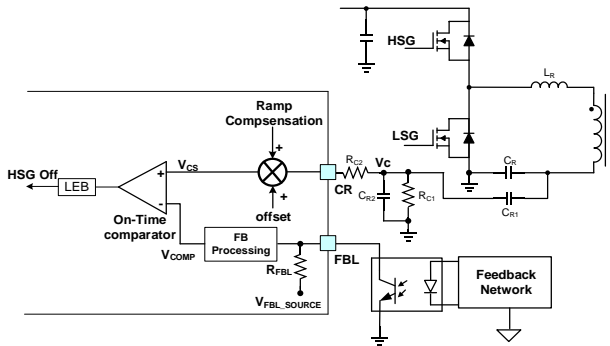 HSG
LSG
LR
CR
CR1
Ramp
Compsensation
+
+
offset
VCS
HSG Off
LEB
+
-
On-Time
comparator
VCOMP
FB
Processing
RFBL
VFBL_SOURCE
CR
FBL
RC2
Vc
CR2
RC1
Feedback
Network